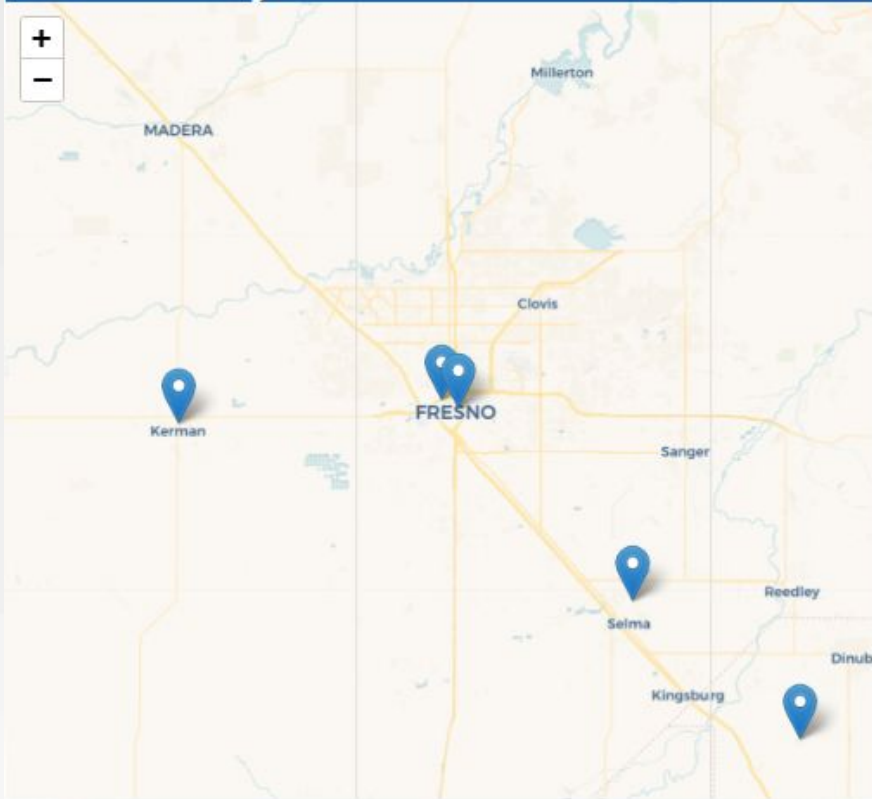 +
−
Millerton
MADERA
Clovis
FRESNO
Kerman
Sanger
Reedley
Selma
Dinub
Kingsburg